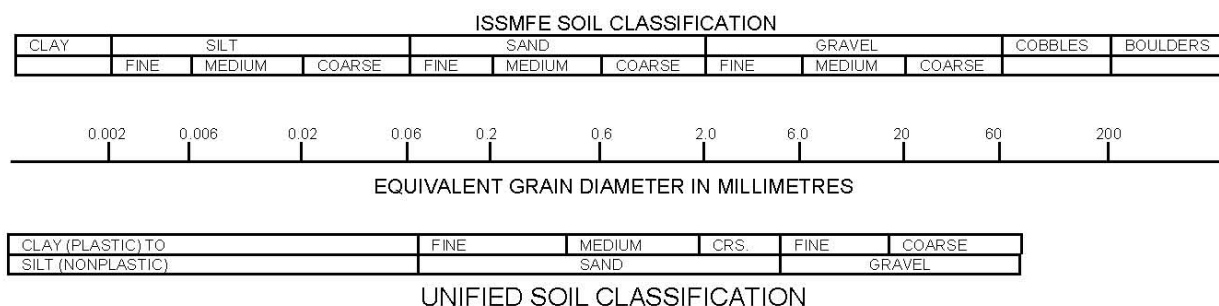 ISSMFE SOIL CLASSIFICATION
CLAY SILT SAND GRAVEL COBBLES BOULDERS
FINE MEDIUM COARSE FINE MEDIUM COARSE FINE MEDIUM COARSE
0.002 0.006 0.02 0.06 0.2 0.6 2.0 6.0 20 60 200
EQUIVALENT GRAIN DIAMETER IN MILLIMETRES
CLAY (PLASTIC) TO FINE MEDIUM CRS. FINE COARSE
SILT (NONPLASTIC) SAND GRAVEL
UNIFIED SOIL CLASSIFICATION